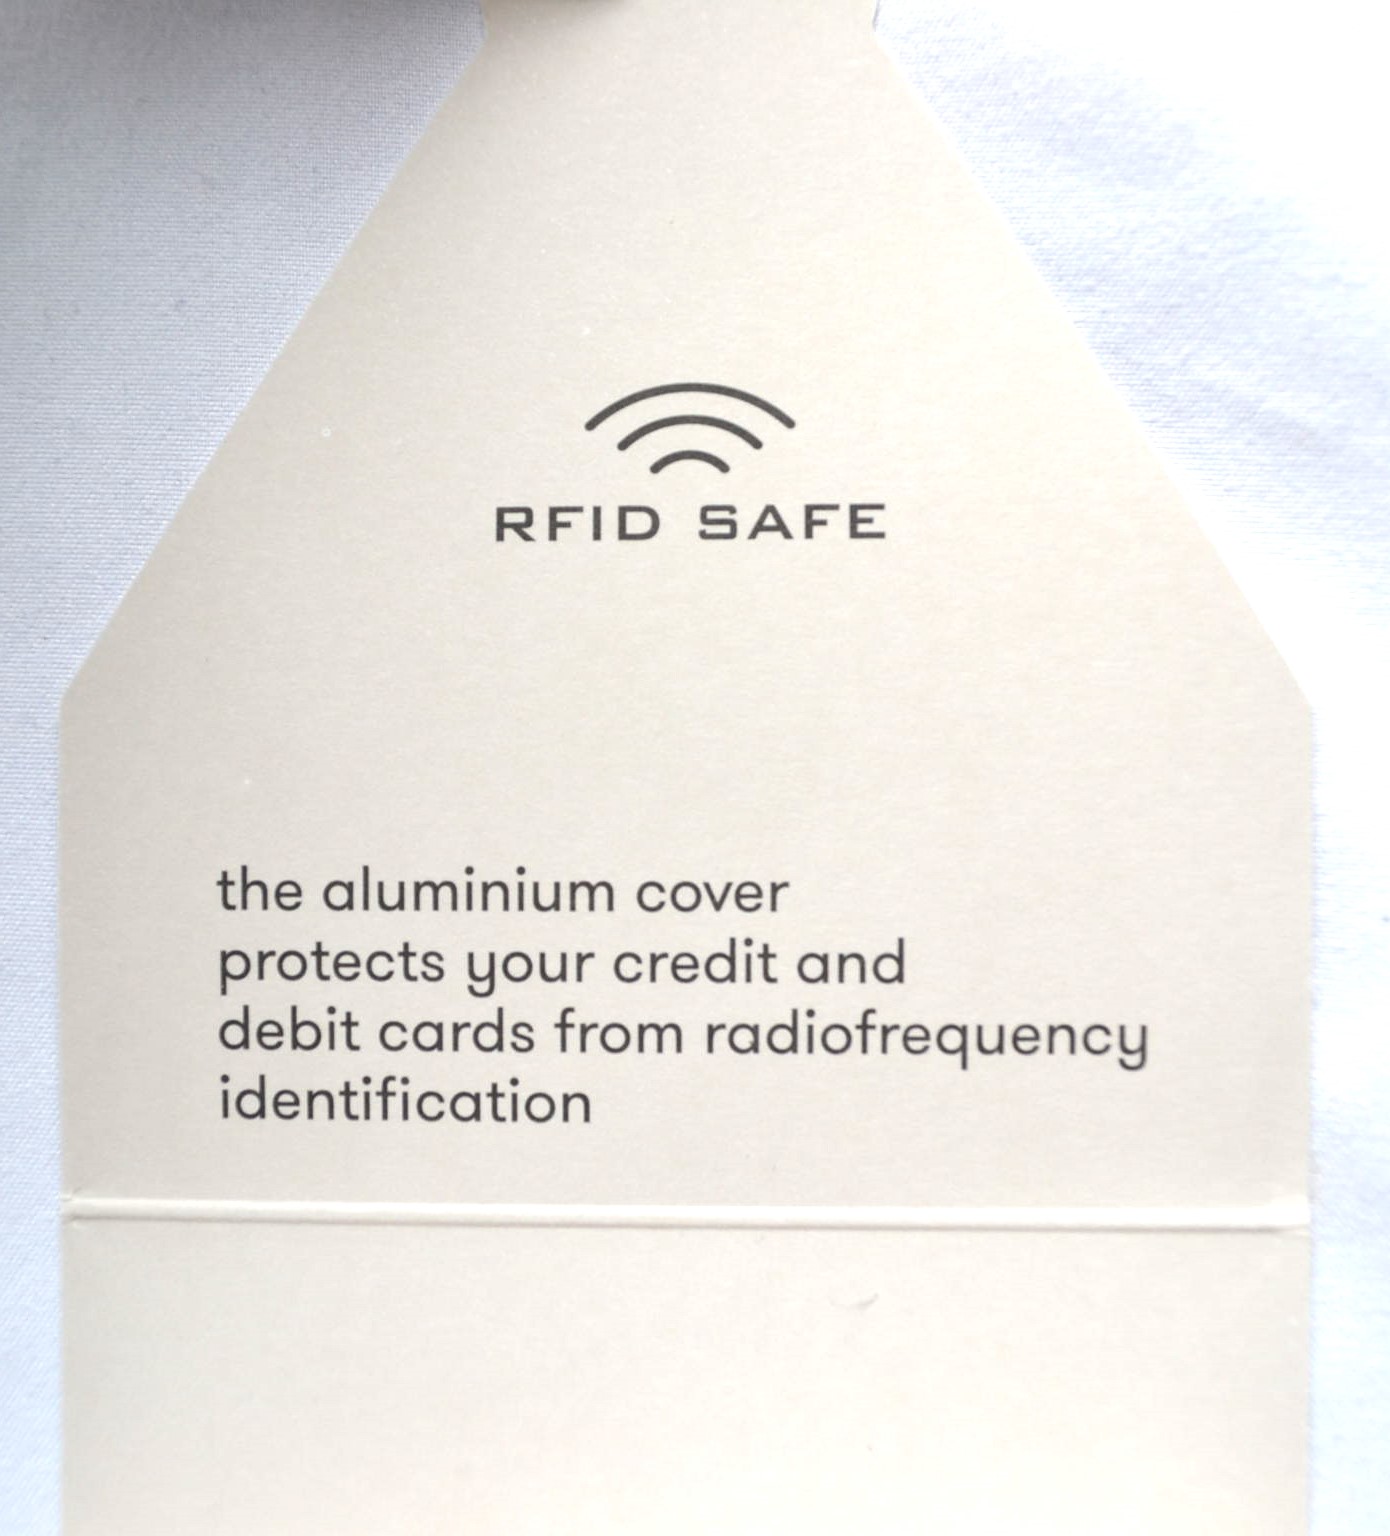 RFID SAFE
the aluminium cover
protects your credit and
debit cards from radiofrequency
identification